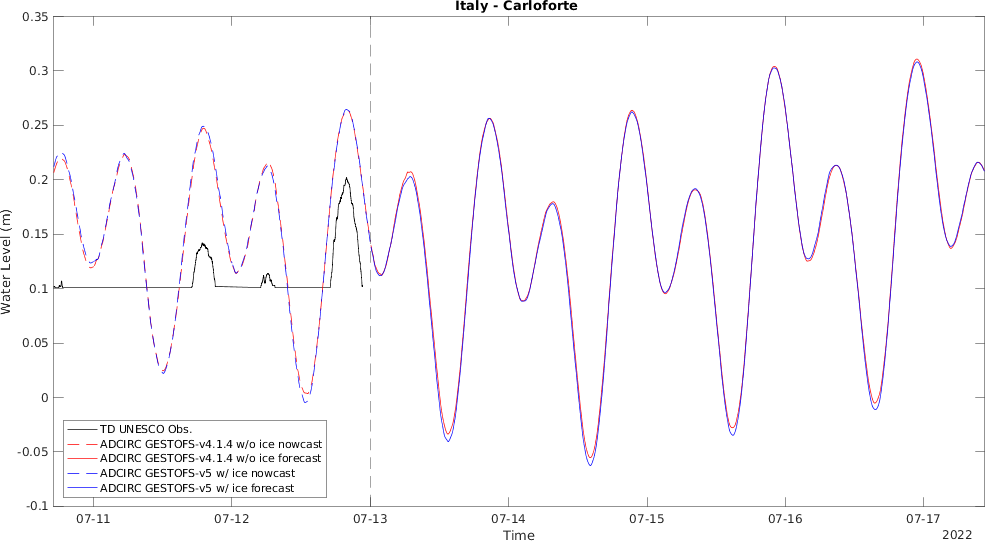 Italy - Carloforte
0.35
0.3
0.25
0.2
0.15
0.1
0.05
0
-0.05
-0.1
Water Level (m)
TD UNESCO Obs.
ADCIRC GESTOFS-v4.1.4 w/o ice nowcast
ADCIRC GESTOFS-v4.1.4 w/o ice forecast
ADCIRC GESTOFS-v5 w/ ice nowcast
ADCIRC GESTOFS-v5 w/ ice forecast
07-11 07-12 07-13 07-14 07-15 07-16 07-17
Time
2022